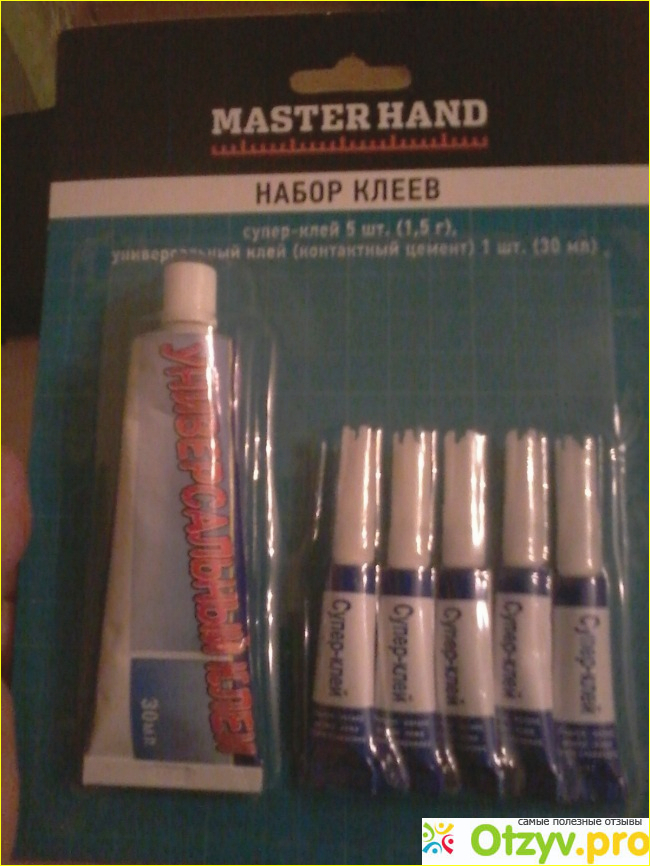 MASTER HAND
НАБОР КЛЕЕВ
супер-клей 5 шт. (1,5 г),
универсальный клей (контактный цемент) 1 шт. (30 мл)
УНИВЕРСАЛЬНЫЙ КЛЕЙ
30мл
Супер-клей
Супер-клей
Супер-клей
Супер-клей
Супер-клей
самые полезные отзывы
Otzyv.pro